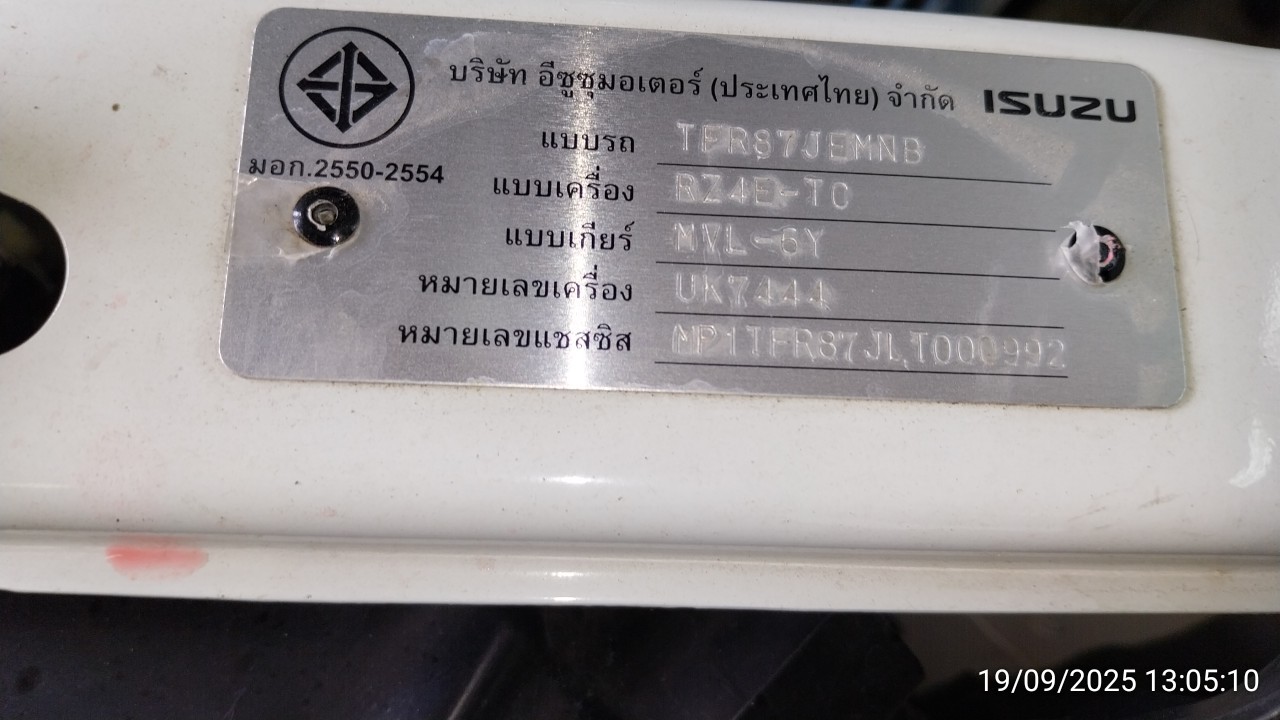 บริษัท อีซูซุมอเตอร์ (ประเทศไทย) จำกัด ISUZU
มอก.2550-2554
แบบรถ TFR87JEMNB
แบบเครื่อง RZ4E-TC
แบบเกียร์ MVL-6Y
หมายเลขเครื่อง UK7444
หมายเลขแชสซิส MP1TFR87JLT000992
19/09/2025 13:05:10